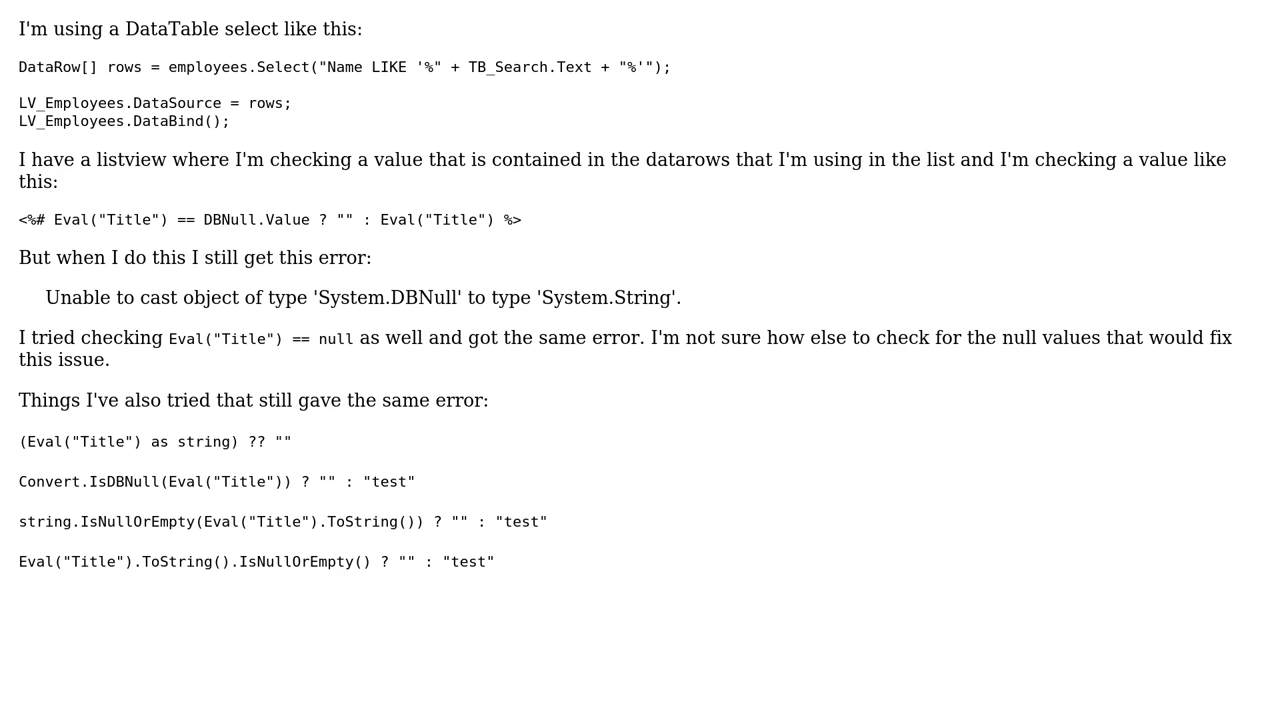 I'm using a DataTable select like this:
DataRow[] rows = employees.Select("Name LIKE '%" + TB_Search.Text + "%'");
LV_Employees.DataSource = rows;
LV_Employees.DataBind();
I have a listview where I'm checking a value that is contained in the datarows that I'm using in the list and I'm checking a value like
this:
<%# Eval("Title") == DBNull.Value ? "" : Eval("Title") %>
But when I do this I still get this error:
Unable to cast object of type 'System.DBNull' to type 'System.String'.
I tried checking Eval("Title") == null as well and got the same error. I'm not sure how else to check for the null values that would fix
this issue.
Things I've also tried that still gave the same error:
(Eval("Title") as string) ?? ""
Convert.IsDBNull(Eval("Title")) ? "" : "test"
string.IsNullOrEmpty(Eval("Title").ToString()) ? "" : "test"
Eval("Title").ToString().IsNullOrEmpty() ? "" : "test"